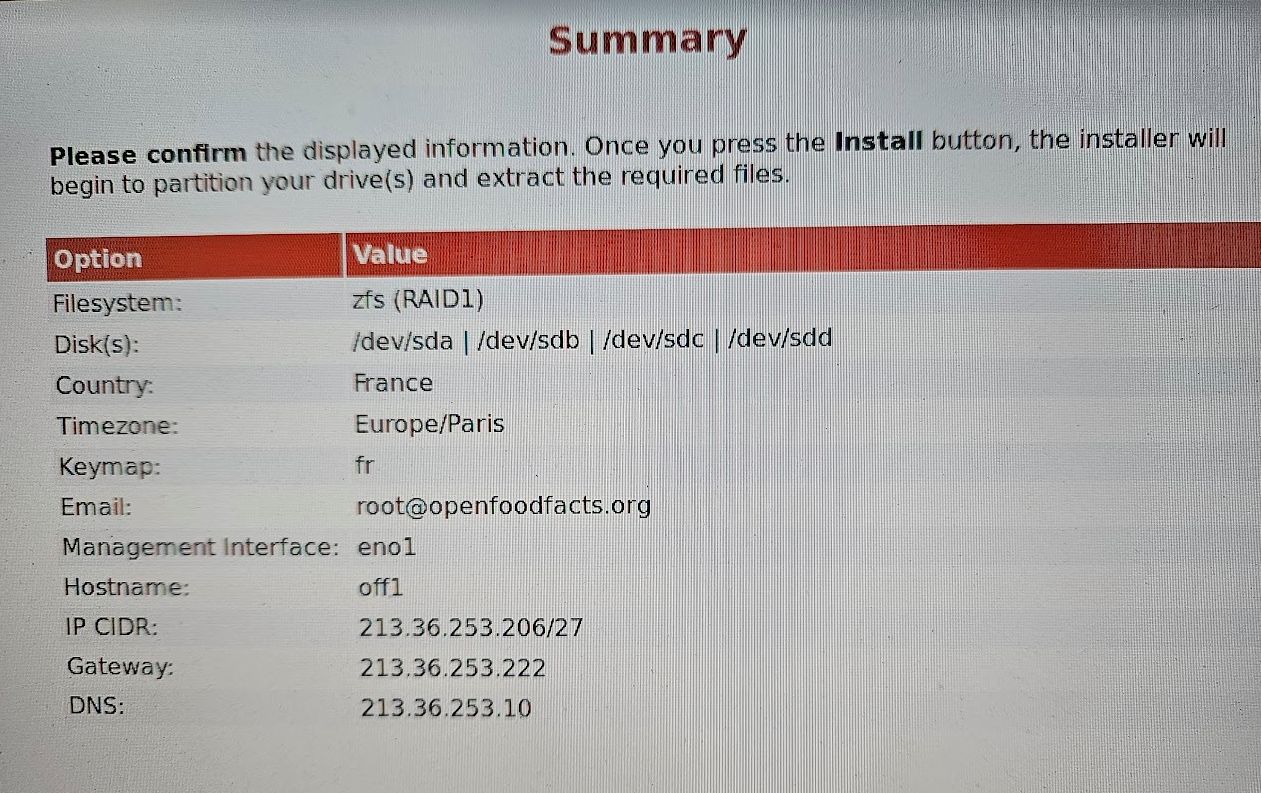 Summary
Please confirm the displayed information. Once you press the Install button, the installer will
begin to partition your drive(s) and extract the required files.
Option Value
Filesystem: zfs (RAID1)
Disk(s): /dev/sda | /dev/sdb | /dev/sdc | /dev/sdd
Country: France
Timezone: Europe/Paris
Keymap: fr
Email: root@openfoodfacts.org
Management Interface: eno1
Hostname: off1
IP CIDR: 213.36.253.206/27
Gateway: 213.36.253.222
DNS: 213.36.253.10